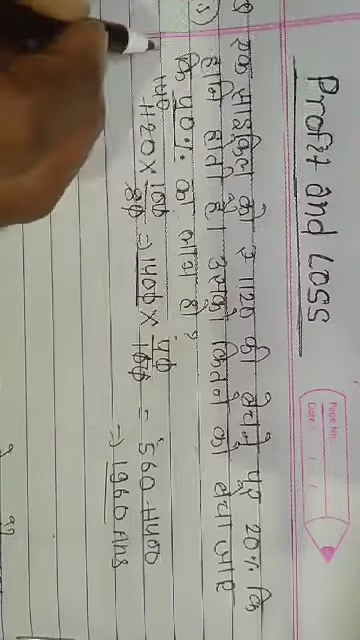 Profit and Loss
Page No.
Date: / /
एक साइकिल को ₹ 1120 की बेचने पर 20% कि
हानि होती है। उसको कितने को बेचा जाए
कि 40% का लाभ हो?
140
1120 × 100/80 ⇒ 1400 × 40/100 = 560 + 1400
⇒ 1960 Ans